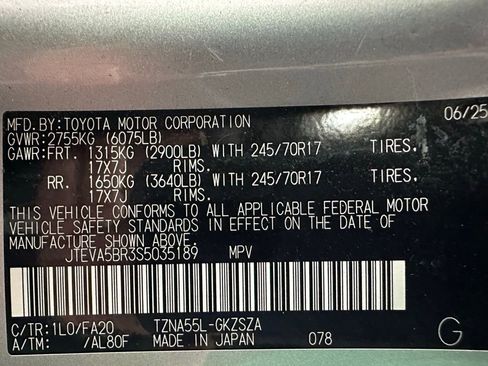 MFD.BY:TOYOTA MOTOR CORPORATION 06/25
GVWR:2755KG (6075LB)
GAWR:FRT. 1315KG (2900LB) WITH 245/70R17 TIRES.
17X7J RIMS.
RR. 1650KG (3640LB) WITH 245/70R17 TIRES.
17X7J RIMS.
THIS VEHICLE CONFORMS TO ALL APPLICABLE FEDERAL MOTOR
VEHICLE SAFETY STANDARDS IN EFFECT ON THE DATE OF
MANUFACTURE SHOWN ABOVE.
JTEVA5BR3S5035189 MPV
C/TR:1L0/FA20 TZNA55L-GKZSZA
A/TM: /AL80F MADE IN JAPAN 078 G